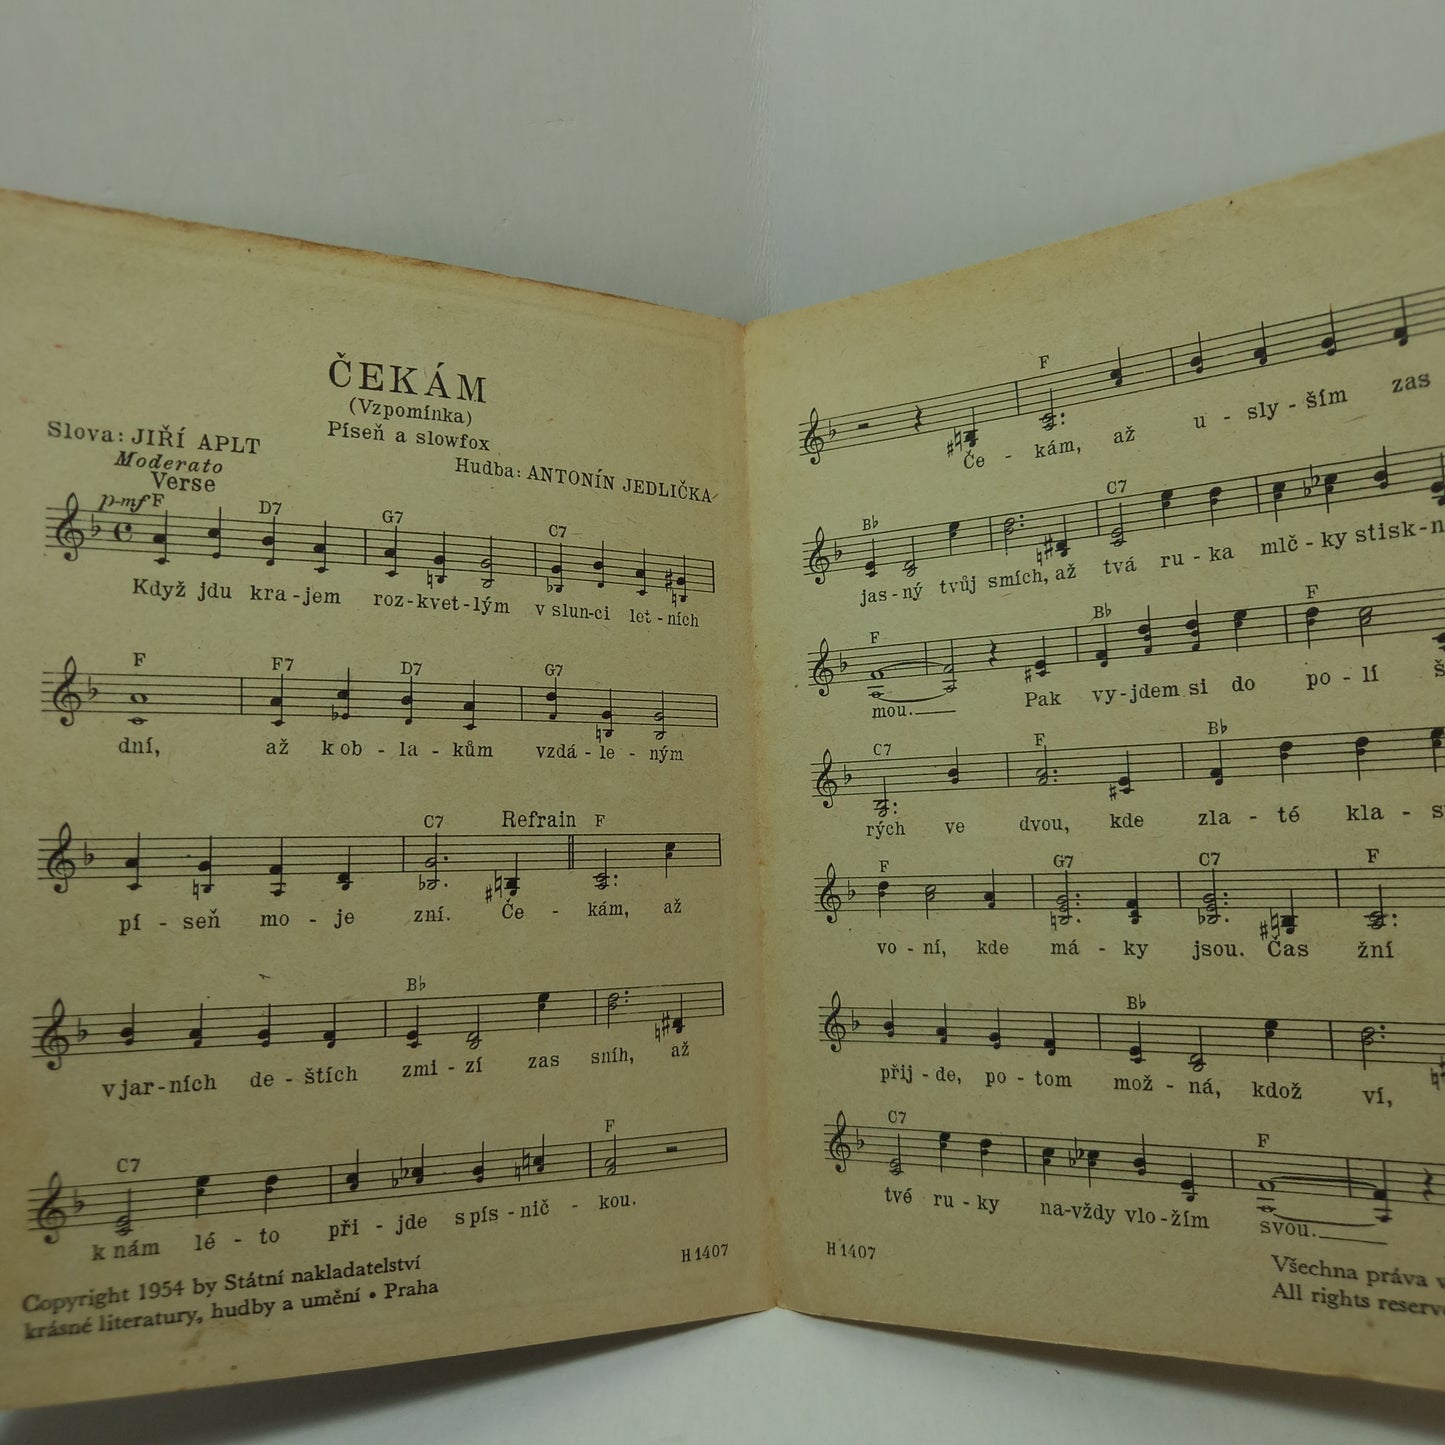 ČEKÁM
(Vzpomínka)
Píseň a slowfox
Slova: JIŘÍ APLT
Hudba: ANTONÍN JEDLIČKA
Moderato
Verse
p-mf F D7 G7 C7
Když jdu kra - jem roz - kvet - lým v slun - ci let - ních
F F7 D7 G7
dní, až k ob - la - kům vzdá - le - ným
C7 Refrain F
pí - seň mo - je zní. Če - kám, až
B♭
v jar - ních de - štích zmi - zí zas sníh, až
C7 F
k nám lé - to při - jde s pís - nič - kou.
H 1407
Copyright 1954 by Státní nakladatelství
krásné literatury, hudby a umění • Praha
F
Če - kám, až u - sly - ším zas
B♭ C7
jas - ný tvůj smích, až tvá ru - ka mlč - ky stisk - n
F B♭ F
mou. Pak vy - jdem si do po - lí š
C7 F B♭
rých ve dvou, kde zla - té kla - s
F G7 C7 F
vo - ní, kde má - ky jsou. Čas žní
B♭
přij - de, po - tom mož - ná, kdož ví,
C7 F
tvé ru - ky na - vždy vlo - žím svou.
H 1407
Všechna práva v
All rights reserve